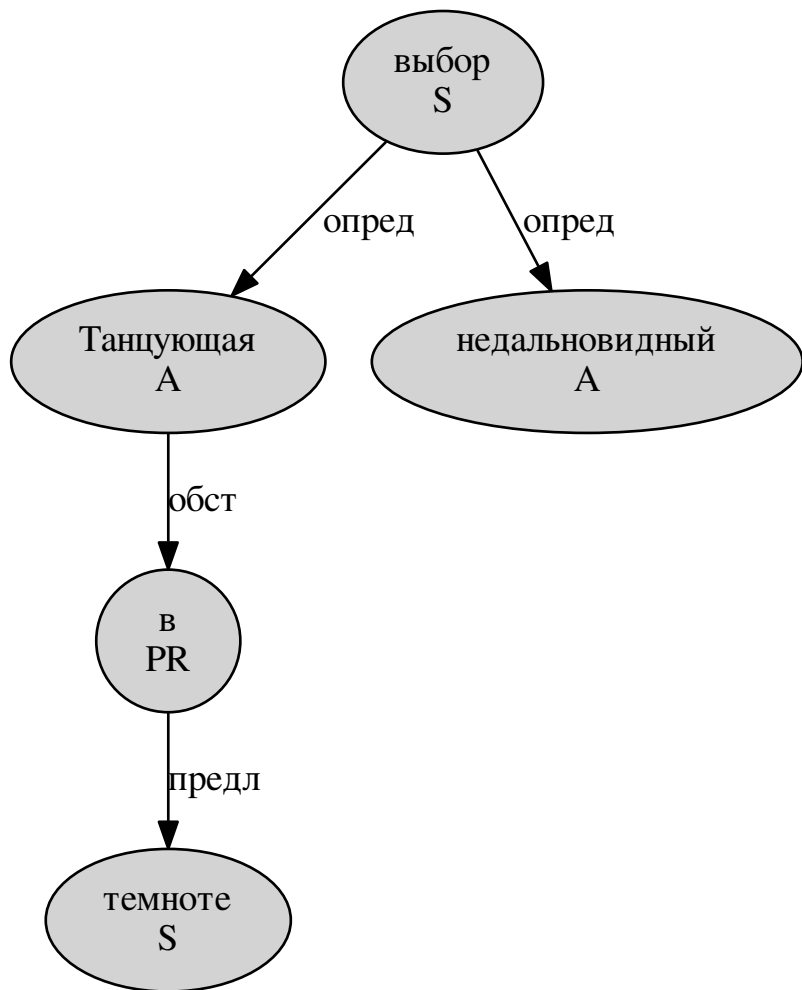 выбор
S
опред
опред
Танцующая
A
недальновидный
A
обст
в
PR
предл
темноте
S